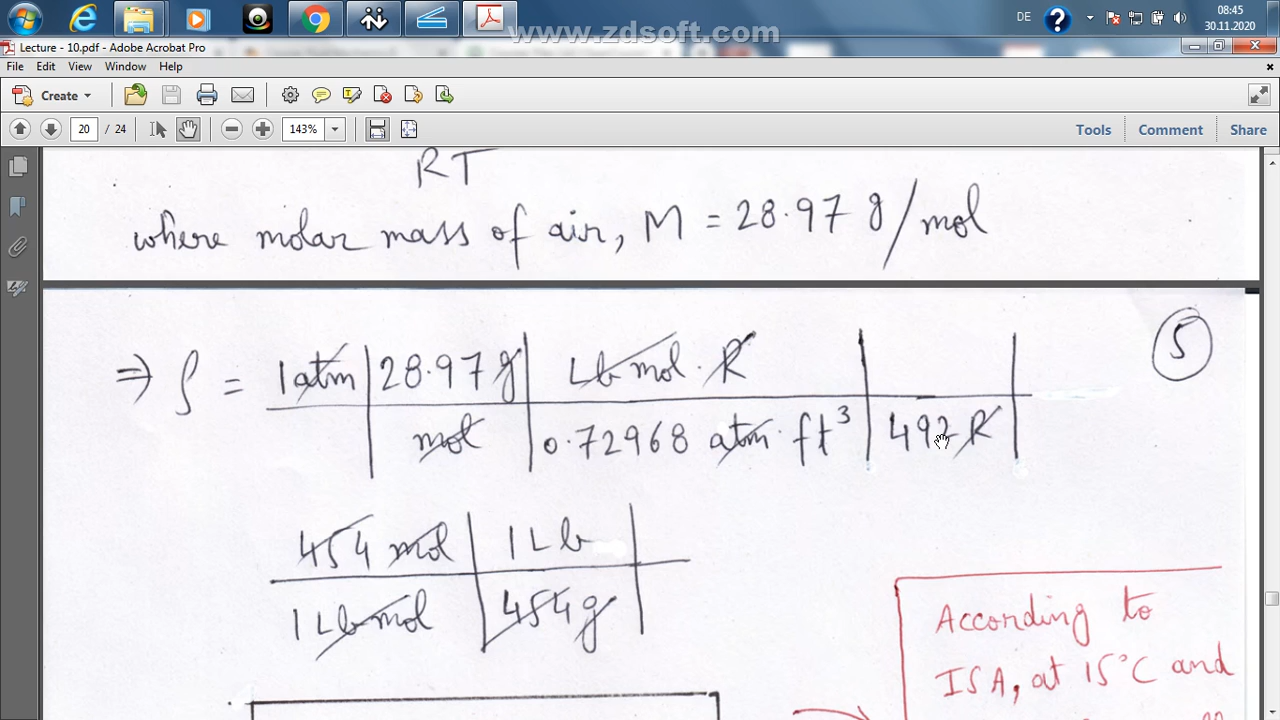 08:45
DE
30.11.2020
www.zdsoft.com
Lecture - 10.pdf - Adobe Acrobat Pro
File Edit View Window Help
Create
20 / 24 143% Tools Comment Share
RT
where molar mass of air, M = 28.97 g/mol
5
⇒ ρ = 1 atm | 28.97 g | Lb mol · R
mol | 0.72968 atm · ft³ | 492 R
454 mol | 1 Lb
1 Lb mol | 454 g
According to
ISA, at 15°C and